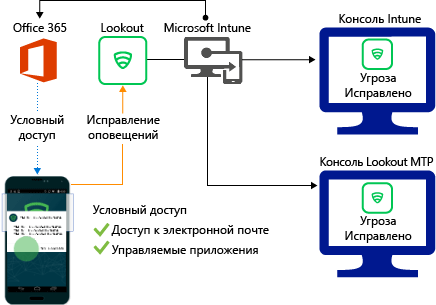 Office 365
Lookout
Microsoft Intune
Консоль Intune
Угроза
Исправлено
Условный
доступ
Исправление
оповещений
Консоль Lookout MTP
Угроза
Исправлено
Условный доступ
Доступ к электронной почте
Управляемые приложения